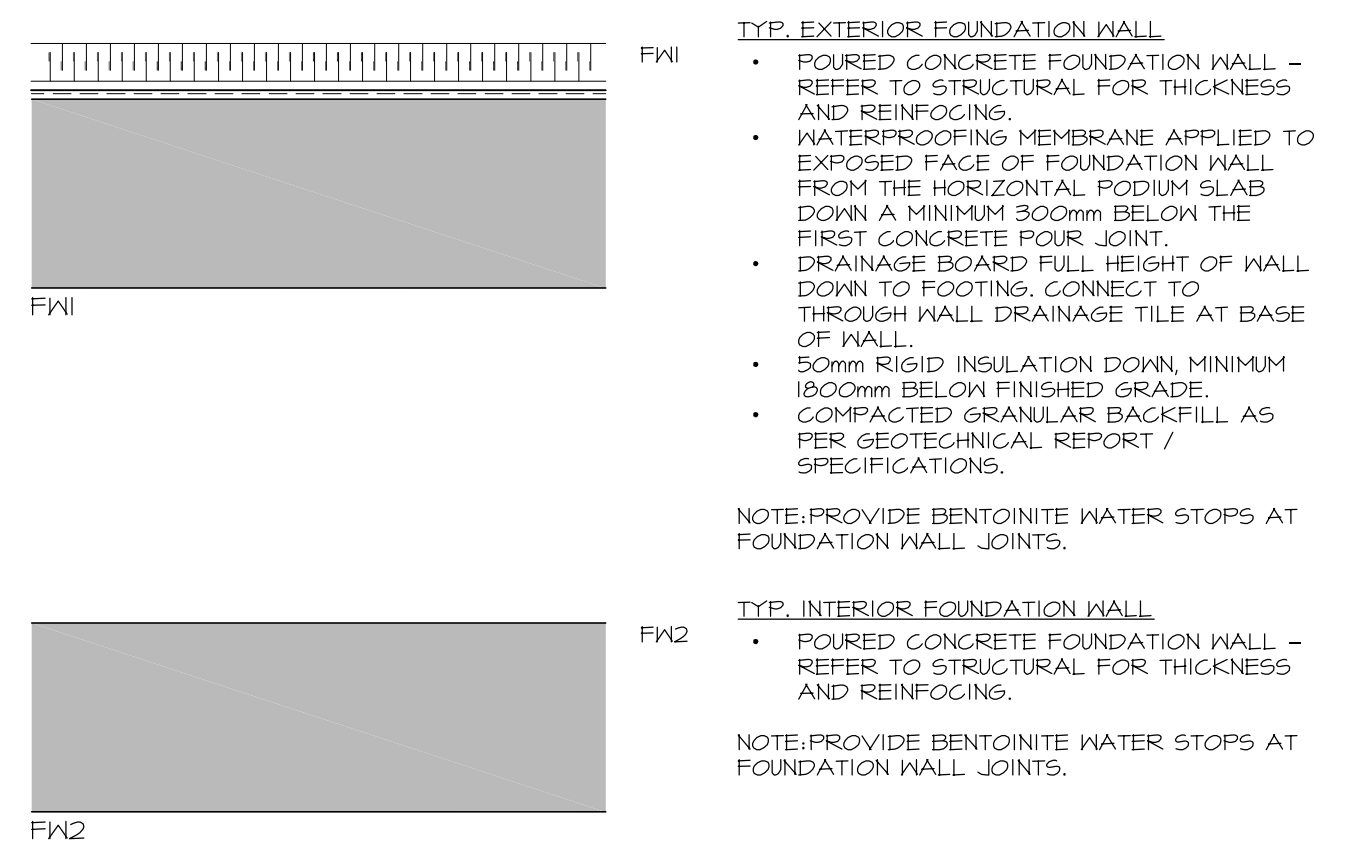 FW1
TYP. EXTERIOR FOUNDATION WALL
• POURED CONCRETE FOUNDATION WALL –
REFER TO STRUCTURAL FOR THICKNESS
AND REINFOCING.
• WATERPROOFING MEMBRANE APPLIED TO
EXPOSED FACE OF FOUNDATION WALL
FROM THE HORIZONTAL PODIUM SLAB
DOWN A MINIMUM 300mm BELOW THE
FIRST CONCRETE POUR JOINT.
• DRAINAGE BOARD FULL HEIGHT OF WALL
DOWN TO FOOTING. CONNECT TO
THROUGH WALL DRAINAGE TILE AT BASE
OF WALL.
• 50mm RIGID INSULATION DOWN, MINIMUM
1800mm BELOW FINISHED GRADE.
• COMPACTED GRANULAR BACKFILL AS
PER GEOTECHNICAL REPORT /
SPECIFICATIONS.
NOTE:PROVIDE BENTOINITE WATER STOPS AT
FOUNDATION WALL JOINTS.
FW1
FW2
TYP. INTERIOR FOUNDATION WALL
• POURED CONCRETE FOUNDATION WALL –
REFER TO STRUCTURAL FOR THICKNESS
AND REINFOCING.
NOTE:PROVIDE BENTOINITE WATER STOPS AT
FOUNDATION WALL JOINTS.
FW2